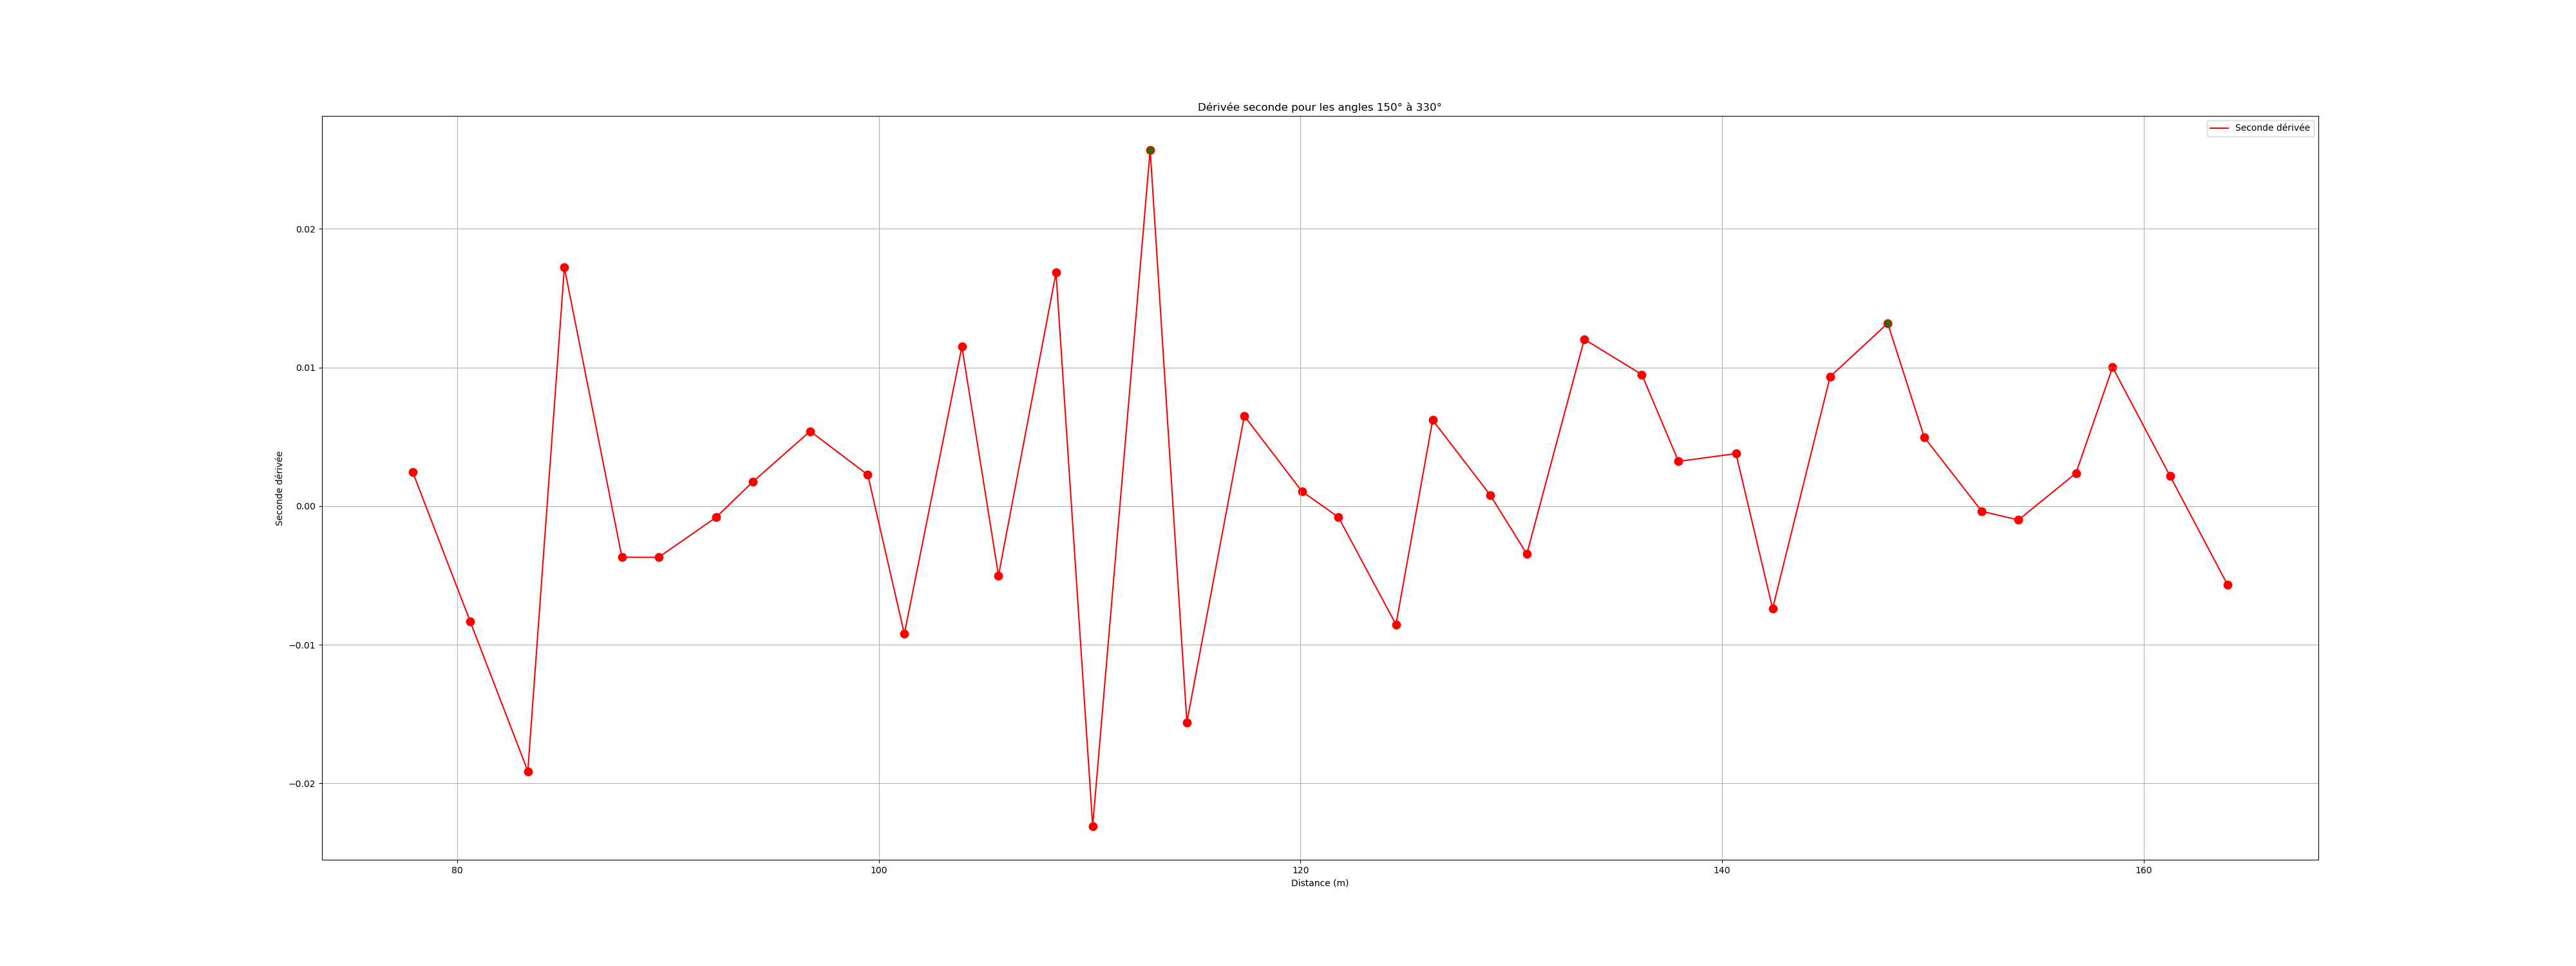 Dérivée seconde pour les angles 150° à 330°
Seconde dérivée
0.02
0.01
0.00
−0.01
−0.02
Seconde dérivée
80
100
120
140
160
Distance (m)